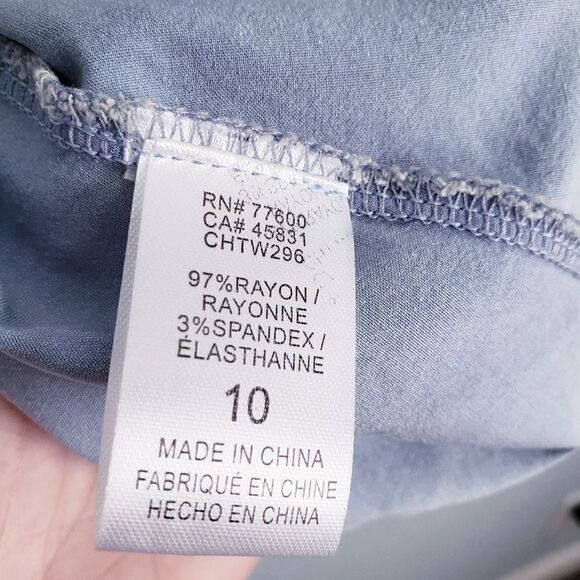 RN# 77600
CA# 45831
CHTW296
97%RAYON /
RAYONNE
3%SPANDEX /
ÉLASTHANNE
10
MADE IN CHINA
FABRIQUÉ EN CHINE
HECHO EN CHINA